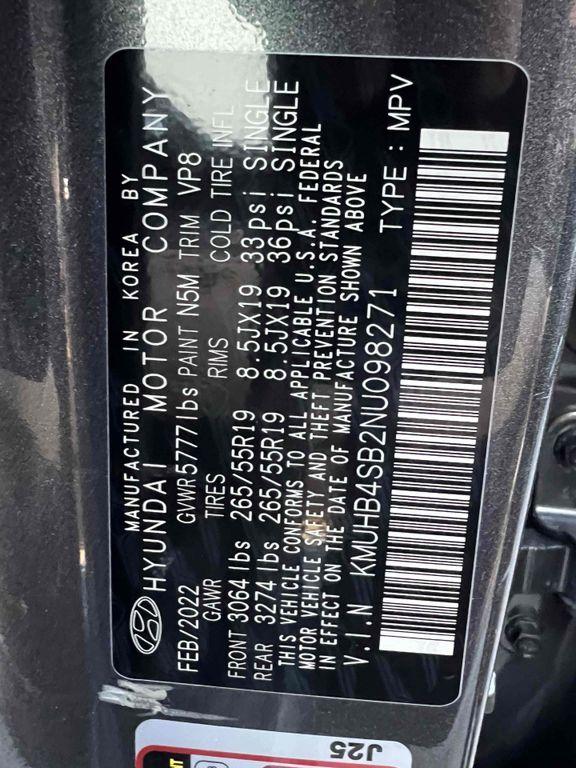 MANUFACTURED IN KOREA BY
HYUNDAI MOTOR COMPANY
FEB/2022 GVWR 5777 lbs PAINT N5M TRIM VP8
GAWR TIRES RMS COLD TIRE INFL
FRONT 3064 lbs 265/55R19 8.5JX19 33psi SINGLE
REAR 3274 lbs 265/55R19 8.5JX19 36psi SINGLE
THIS VEHICLE CONFORMS TO ALL APPLICABLE U.S.A. FEDERAL
MOTOR VEHICLE SAFETY AND THEFT PREVENTION STANDARDS
IN EFFECT ON THE DATE OF MANUFACTURE SHOWN ABOVE
V.I.N KMUHB4SB2NU098271 TYPE : MPV
J25